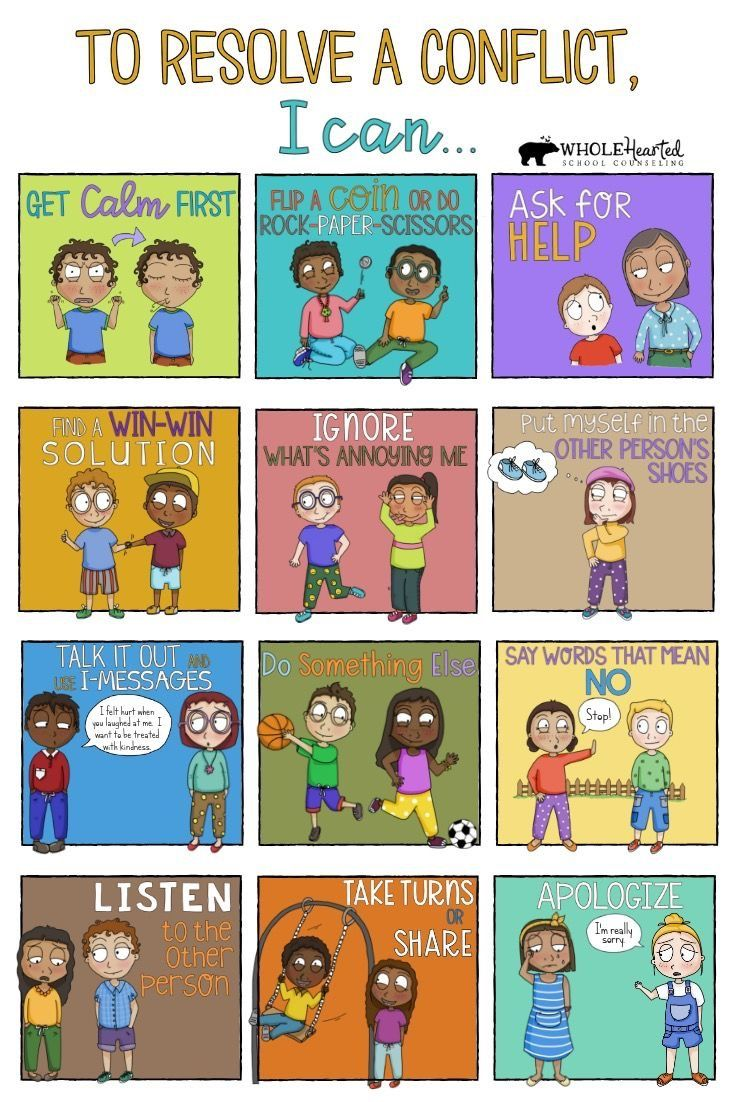 TO RESOLVE A CONFLICT,
I can...
WHOLEHearted
SCHOOL COUNSELING
GET Calm FIRST
FLIP A COIN OR DO
ROCK-PAPER-SCISSORS
ASK FOR
HELP
FIND A WIN-WIN
SOLUTION
IGNORE
WHAT'S ANNOYING ME
Put myself in the
OTHER PERSON'S
SHOES
TALK IT OUT AND
USE I-MESSAGES
I felt hurt when
you laughed at me. I
want to be treated
with kindness.
Do Something Else
SAY WORDS THAT MEAN
NO
Stop!
LISTEN
to the
other
person
TAKE TURNS
OR
SHARE
APOLOGIZE
I'm really
sorry.